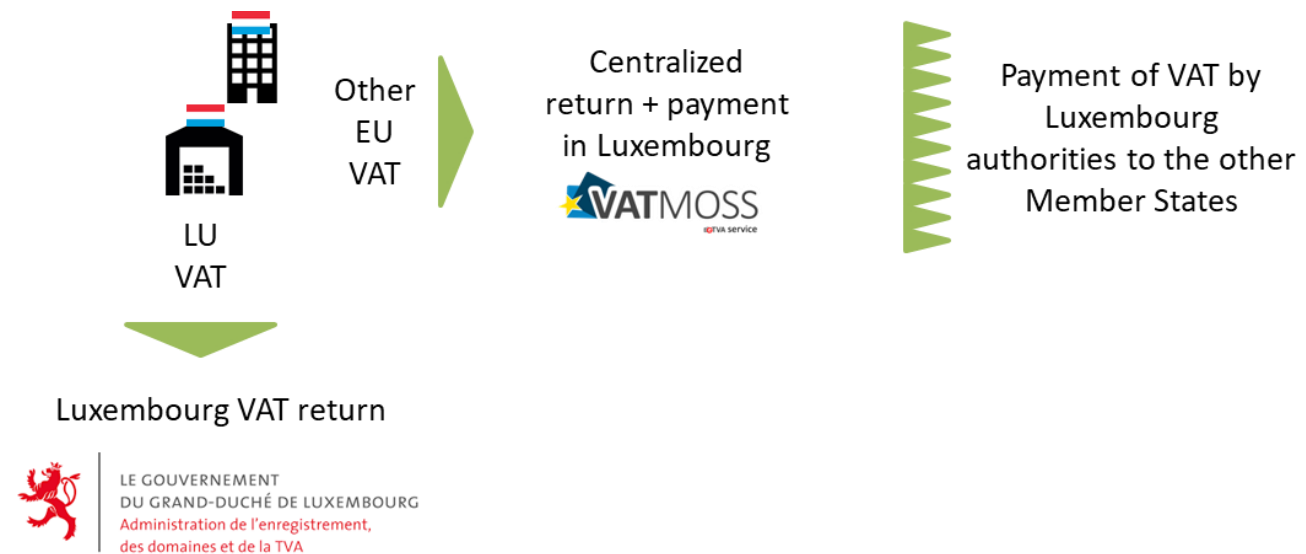 Other
EU
VAT
Centralized
return + payment
in Luxembourg
VATMOSS
Payment of VAT by
Luxembourg
authorities to the other
Member States
LU
VAT
Luxembourg VAT return
LE GOUVERNEMENT
DU GRAND-DUCHÉ DE LUXEMBOURG
Administration de l'enregistrement,
des domaines et de la TVA